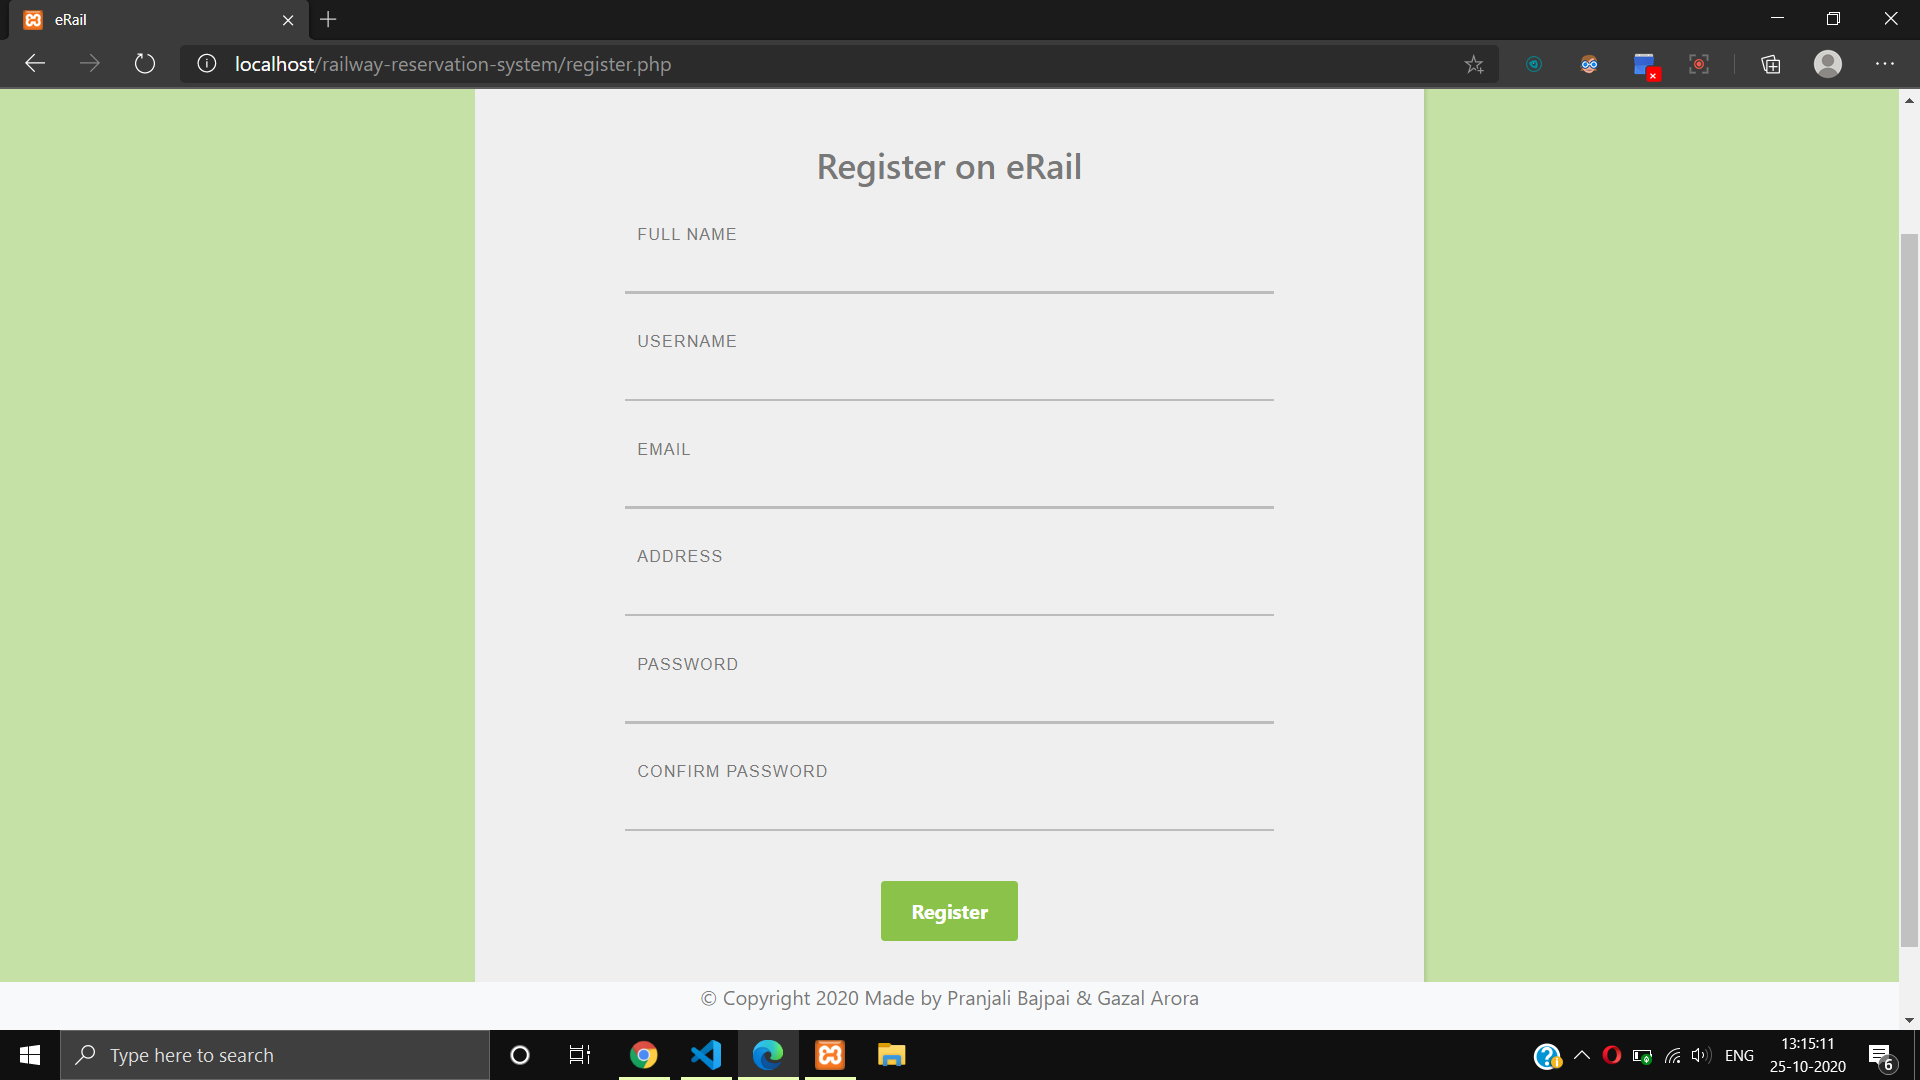 eRail
localhost/railway-reservation-system/register.php
Register on eRail
FULL NAME
USERNAME
EMAIL
ADDRESS
PASSWORD
CONFIRM PASSWORD
Register
© Copyright 2020 Made by Pranjali Bajpai & Gazal Arora
Type here to search
ENG
13:15:11
25-10-2020
6